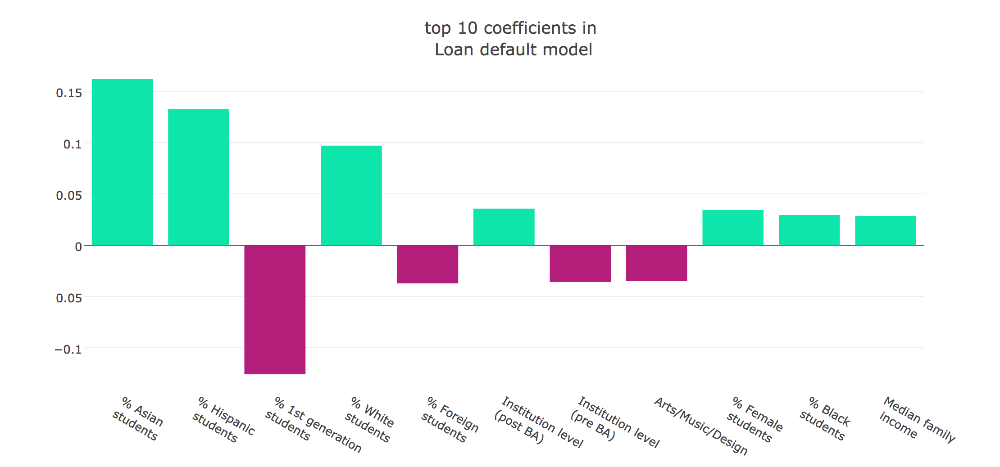 top 10 coefficients in
Loan default model
0.15
0.1
0.05
0
0.05
−0.1
% Asian
students
% Hispanic
students
% 1st generation
students
% White
students
% Foreign
students
Institution level
(post BA)
Institution level
(pre BA)
Arts/Music/Design
% Female
students
% Black
students
Median family
income